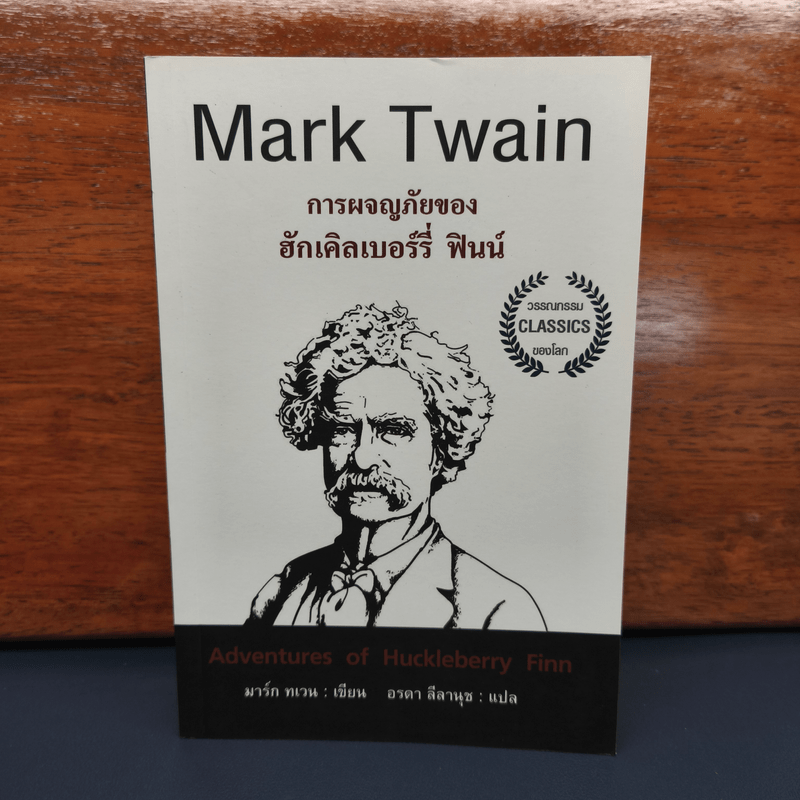 Mark Twain
การผจญภัยของ
ฮักเคิลเบอร์รี่ ฟินน์
วรรณกรรม
CLASSICS
ของโลก
Adventures of Huckleberry Finn
มาร์ก ทเวน : เขียน อรดา ลีลานุช : แปล